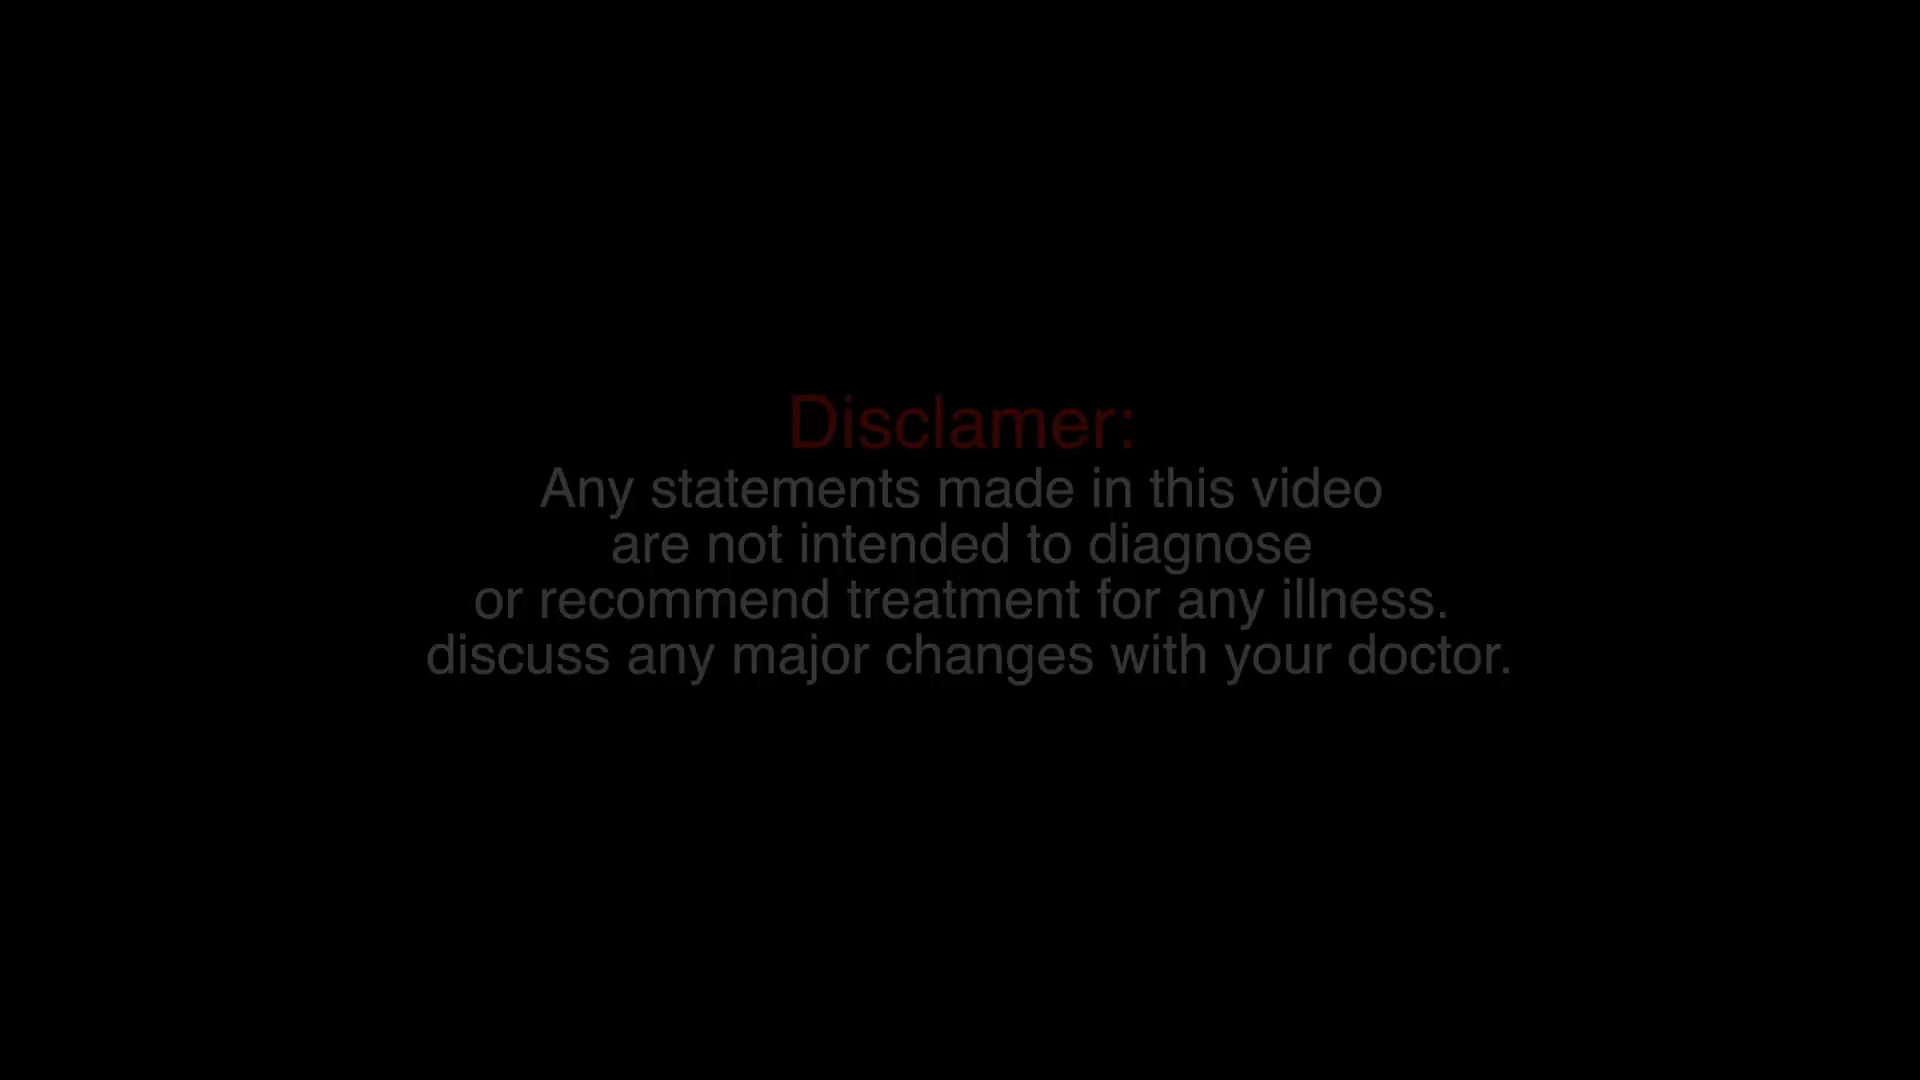 Disclamer:
Any statements made in this video
are not intended to diagnose
or recommend treatment for any illness.
discuss any major changes with your doctor.